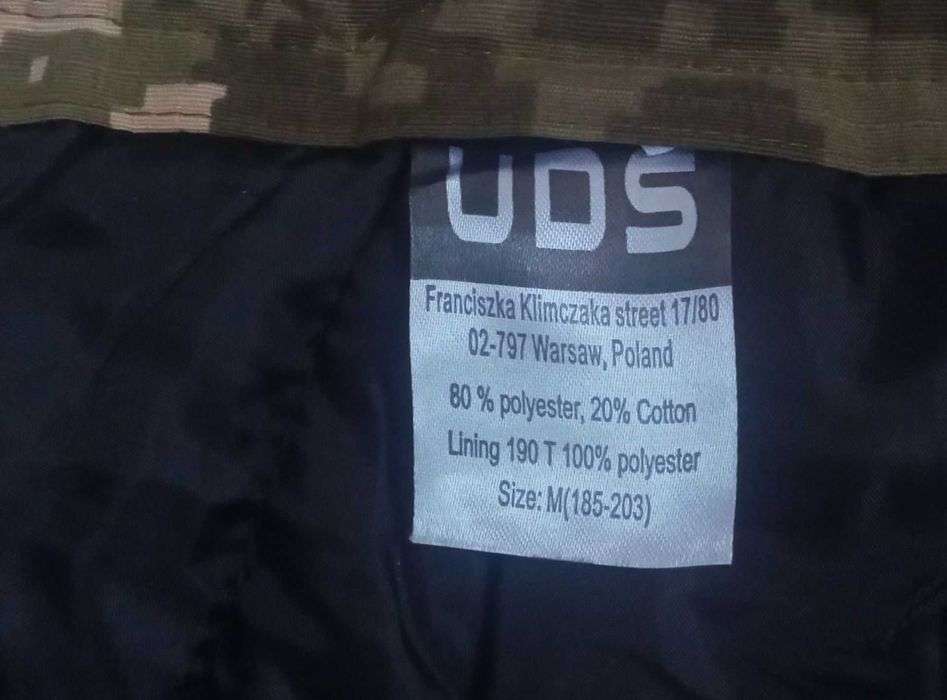 UDŠ
Franciszka Klimczaka street 17/80
02-797 Warsaw, Poland
80 % polyester, 20% Cotton
Lining 190 T 100% polyester
Size: M(185-203)